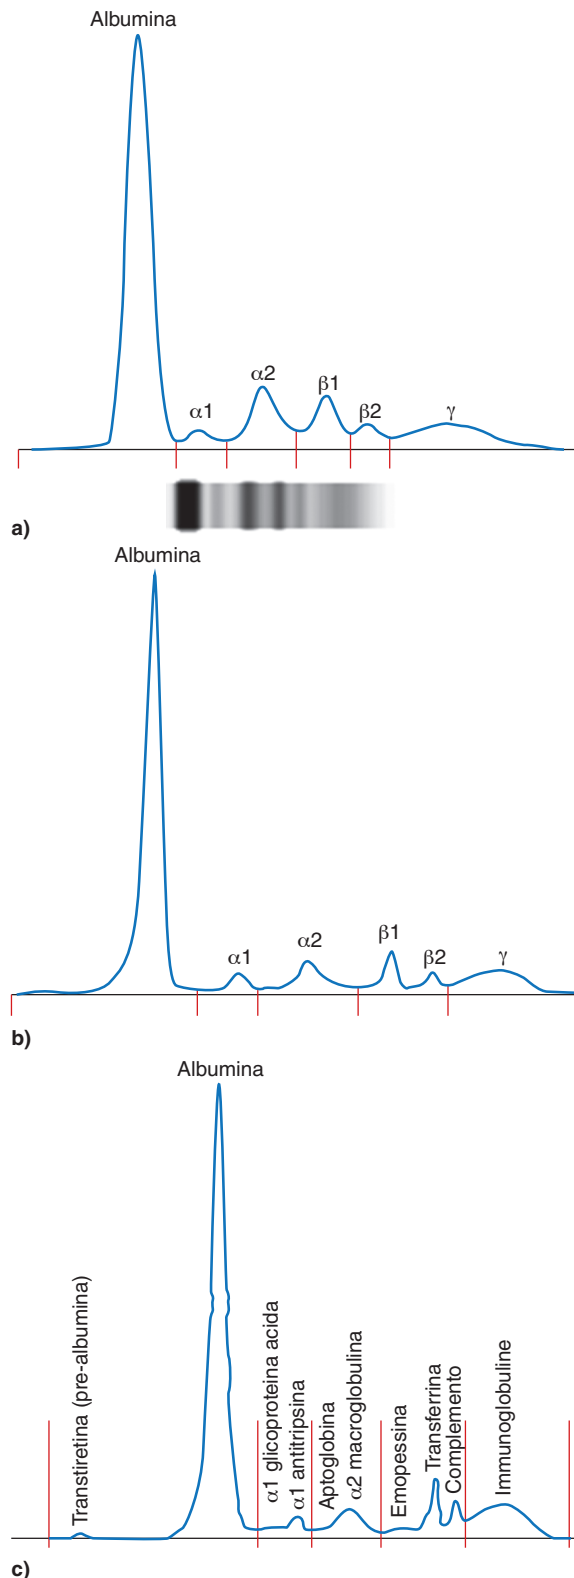 Albumina
α1
α2
β1
β2
γ
a)
Albumina
α1
α2
β1
β2
γ
b)
Albumina
Transtiretina (pre-albumina)
α1 glicoproteina acida
α1 antitripsina
Aptoglobina
α2 macroglobulina
Emopessina
Transferrina
Complemento
Immunoglobuline
c)